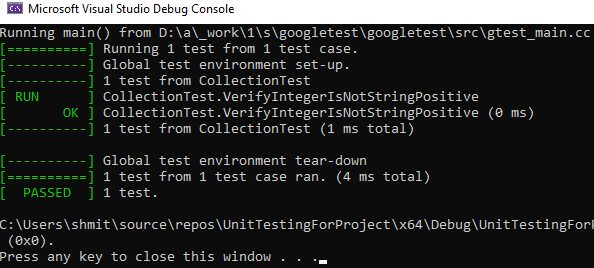 Microsoft Visual Studio Debug Console
Running main() from D:\a\_work\1\s\googletest\googletest\src\gtest_main.cc
[==========] Running 1 test from 1 test case.
[----------] Global test environment set-up.
[----------] 1 test from CollectionTest
[ RUN      ] CollectionTest.VerifyIntegerIsNotStringPositive
[       OK ] CollectionTest.VerifyIntegerIsNotStringPositive (0 ms)
[----------] 1 test from CollectionTest (1 ms total)
[----------] Global test environment tear-down
[==========] 1 test from 1 test case ran. (4 ms total)
[  PASSED  ] 1 test.
C:\Users\shmit\source\repos\UnitTestingForProject\x64\Debug\UnitTestingForP
(0x0).
Press any key to close this window . . .